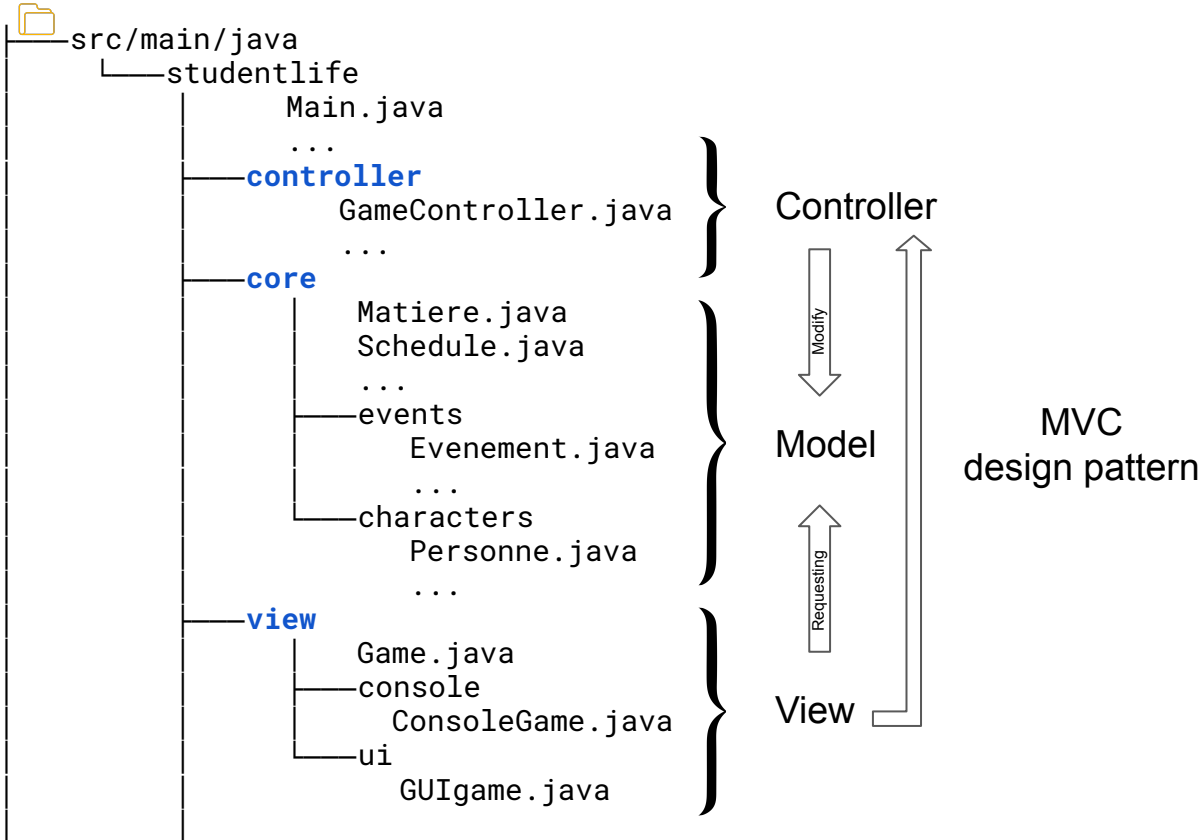 src/main/java
studentlife
Main.java
...
controller
GameController.java
...
core
Matiere.java
Schedule.java
...
events
Evenement.java
...
characters
Personne.java
...
view
Game.java
console
ConsoleGame.java
ui
GUIgame.java
Controller
Modify
Model
Requesting
View
MVC
design pattern